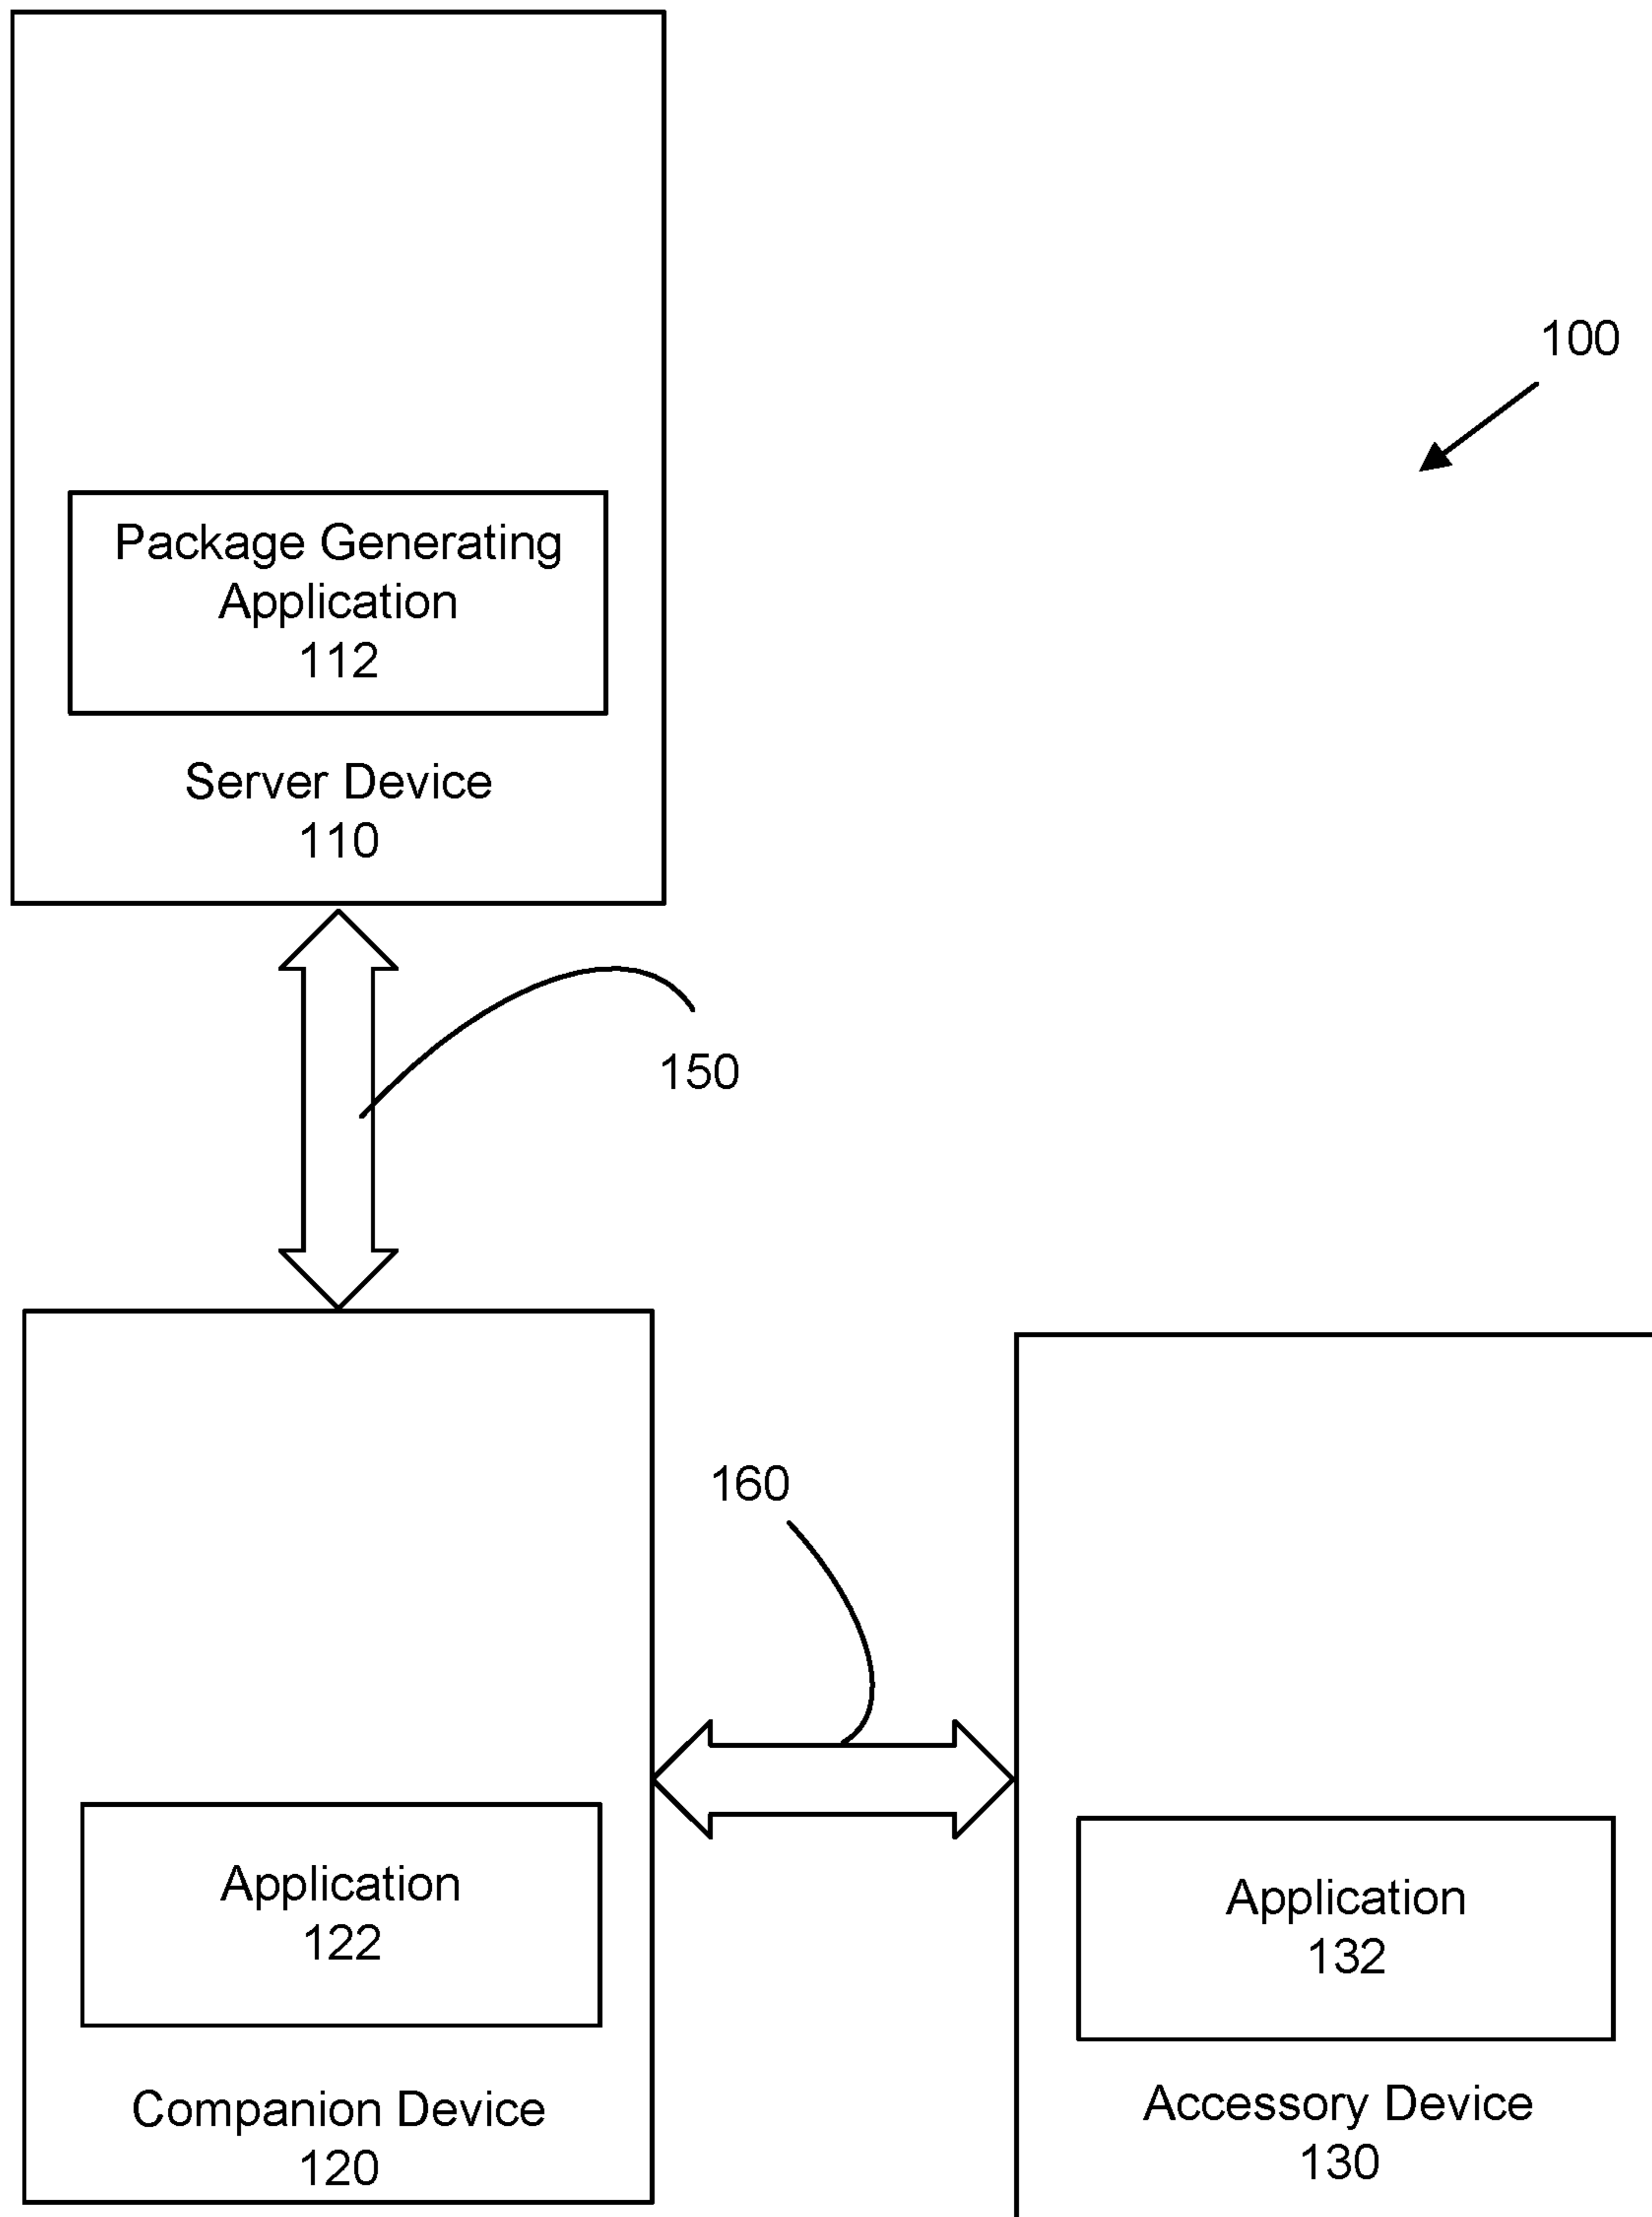 100
Package Generating
Application
112
Server Device
110
150
160
Application
122
Companion Device
120
Application
132
Accessory Device
130